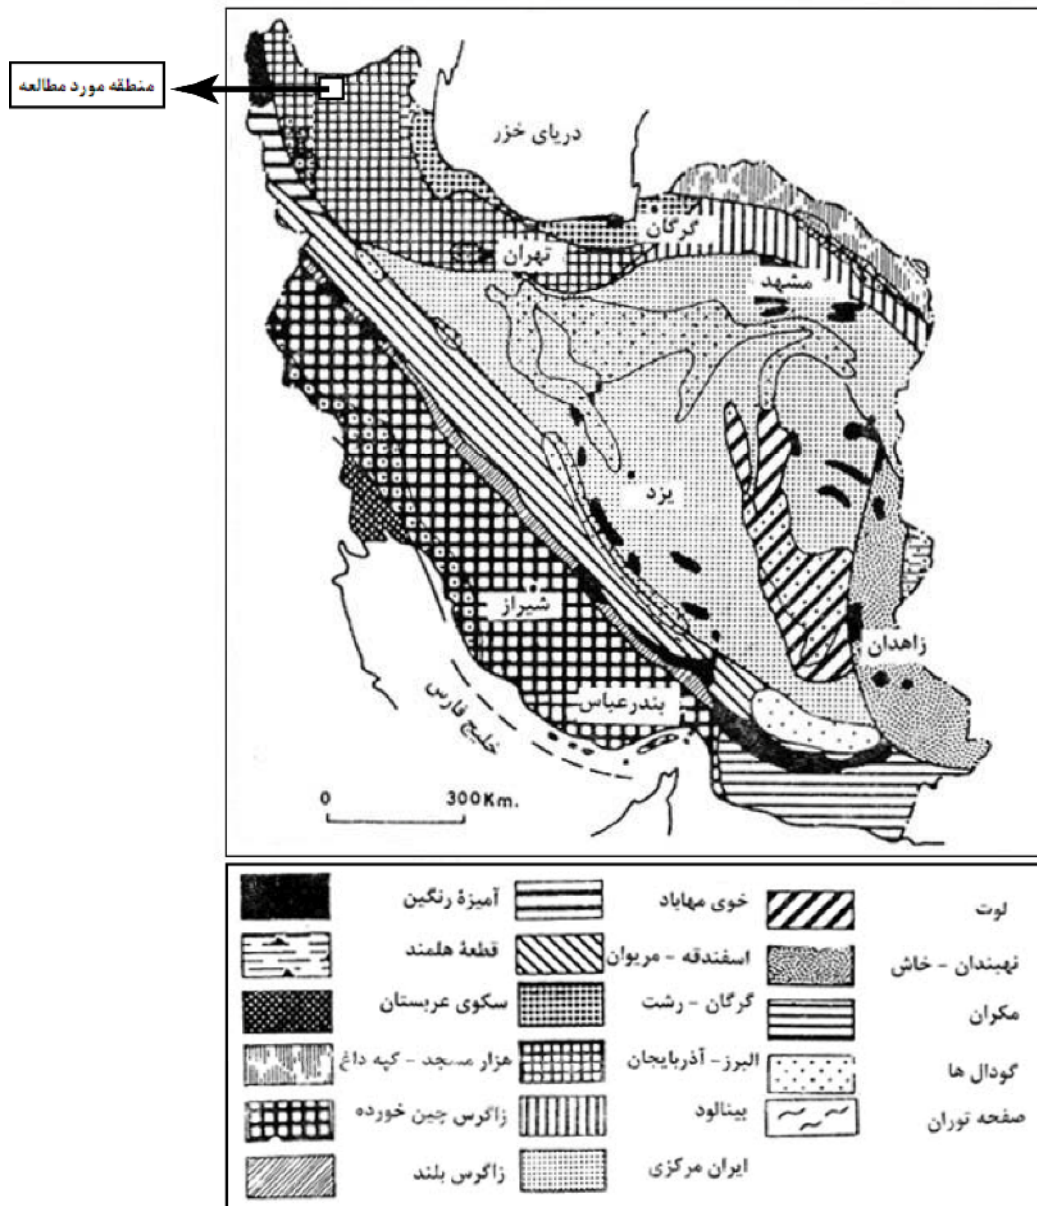 منطقه مورد مطالعه
دریای خزر
گرگان
تهران
مشهد
یزد
شیراز
زاهدان
بندرعباس
خلیج فارس
0 300 Km.
لوت
خوی مهاباد
آمیزهٔ رنگین
نهبندان - خاش
اسفندقه - مریوان
قطعهٔ هلمند
مکران
گرگان - رشت
سکوی عربستان
گودال ها
البرز - آذربایجان
هزار مسجد - کپه داغ
صفحه توران
بینالود
زاگرس چین خورده
ایران مرکزی
زاگرس بلند